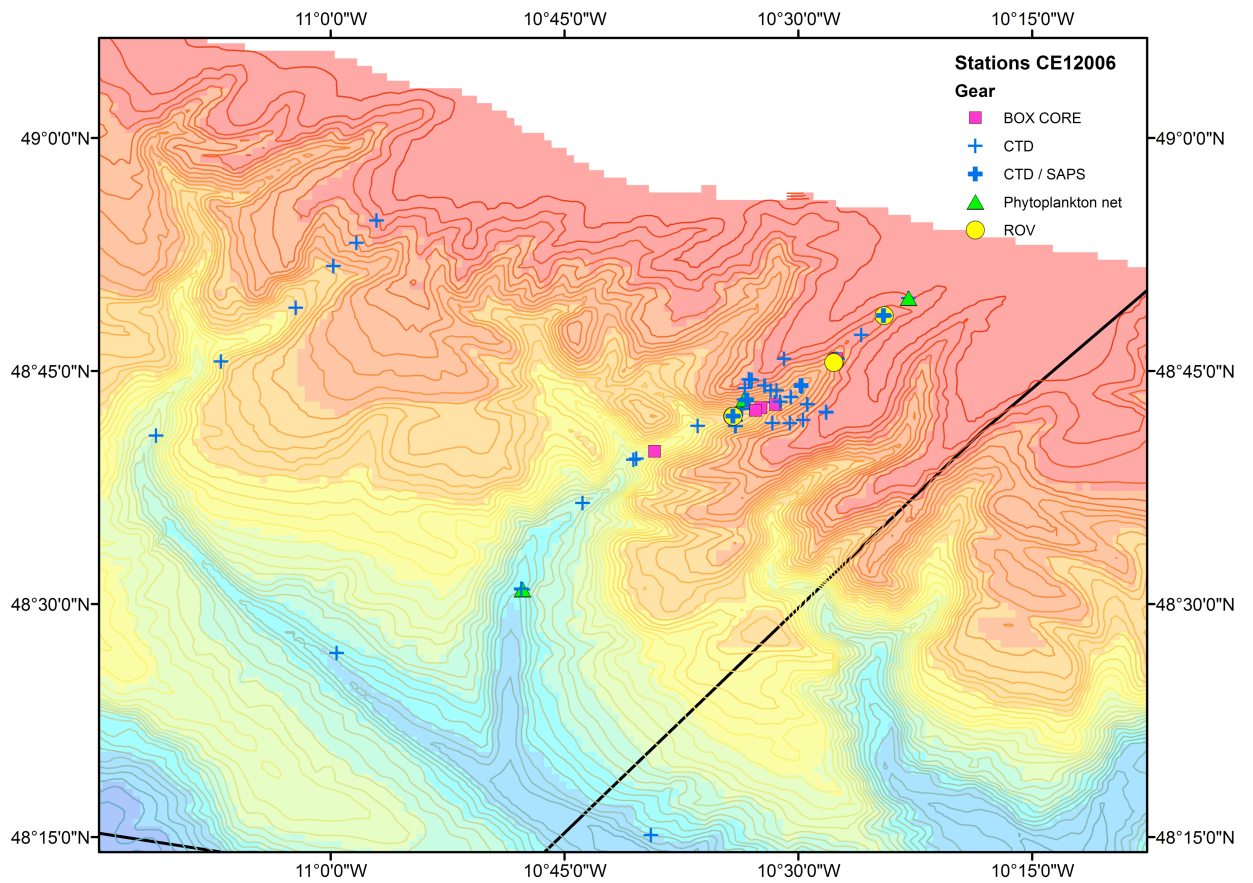 11°0'0"W 10°45'0"W 10°30'0"W 10°15'0"W
Stations CE12006
Gear
BOX CORE
CTD
CTD / SAPS
Phytoplankton net
ROV
49°0'0"N 49°0'0"N
48°45'0"N 48°45'0"N
48°30'0"N 48°30'0"N
48°15'0"N 48°15'0"N
11°0'0"W 10°45'0"W 10°30'0"W 10°15'0"W